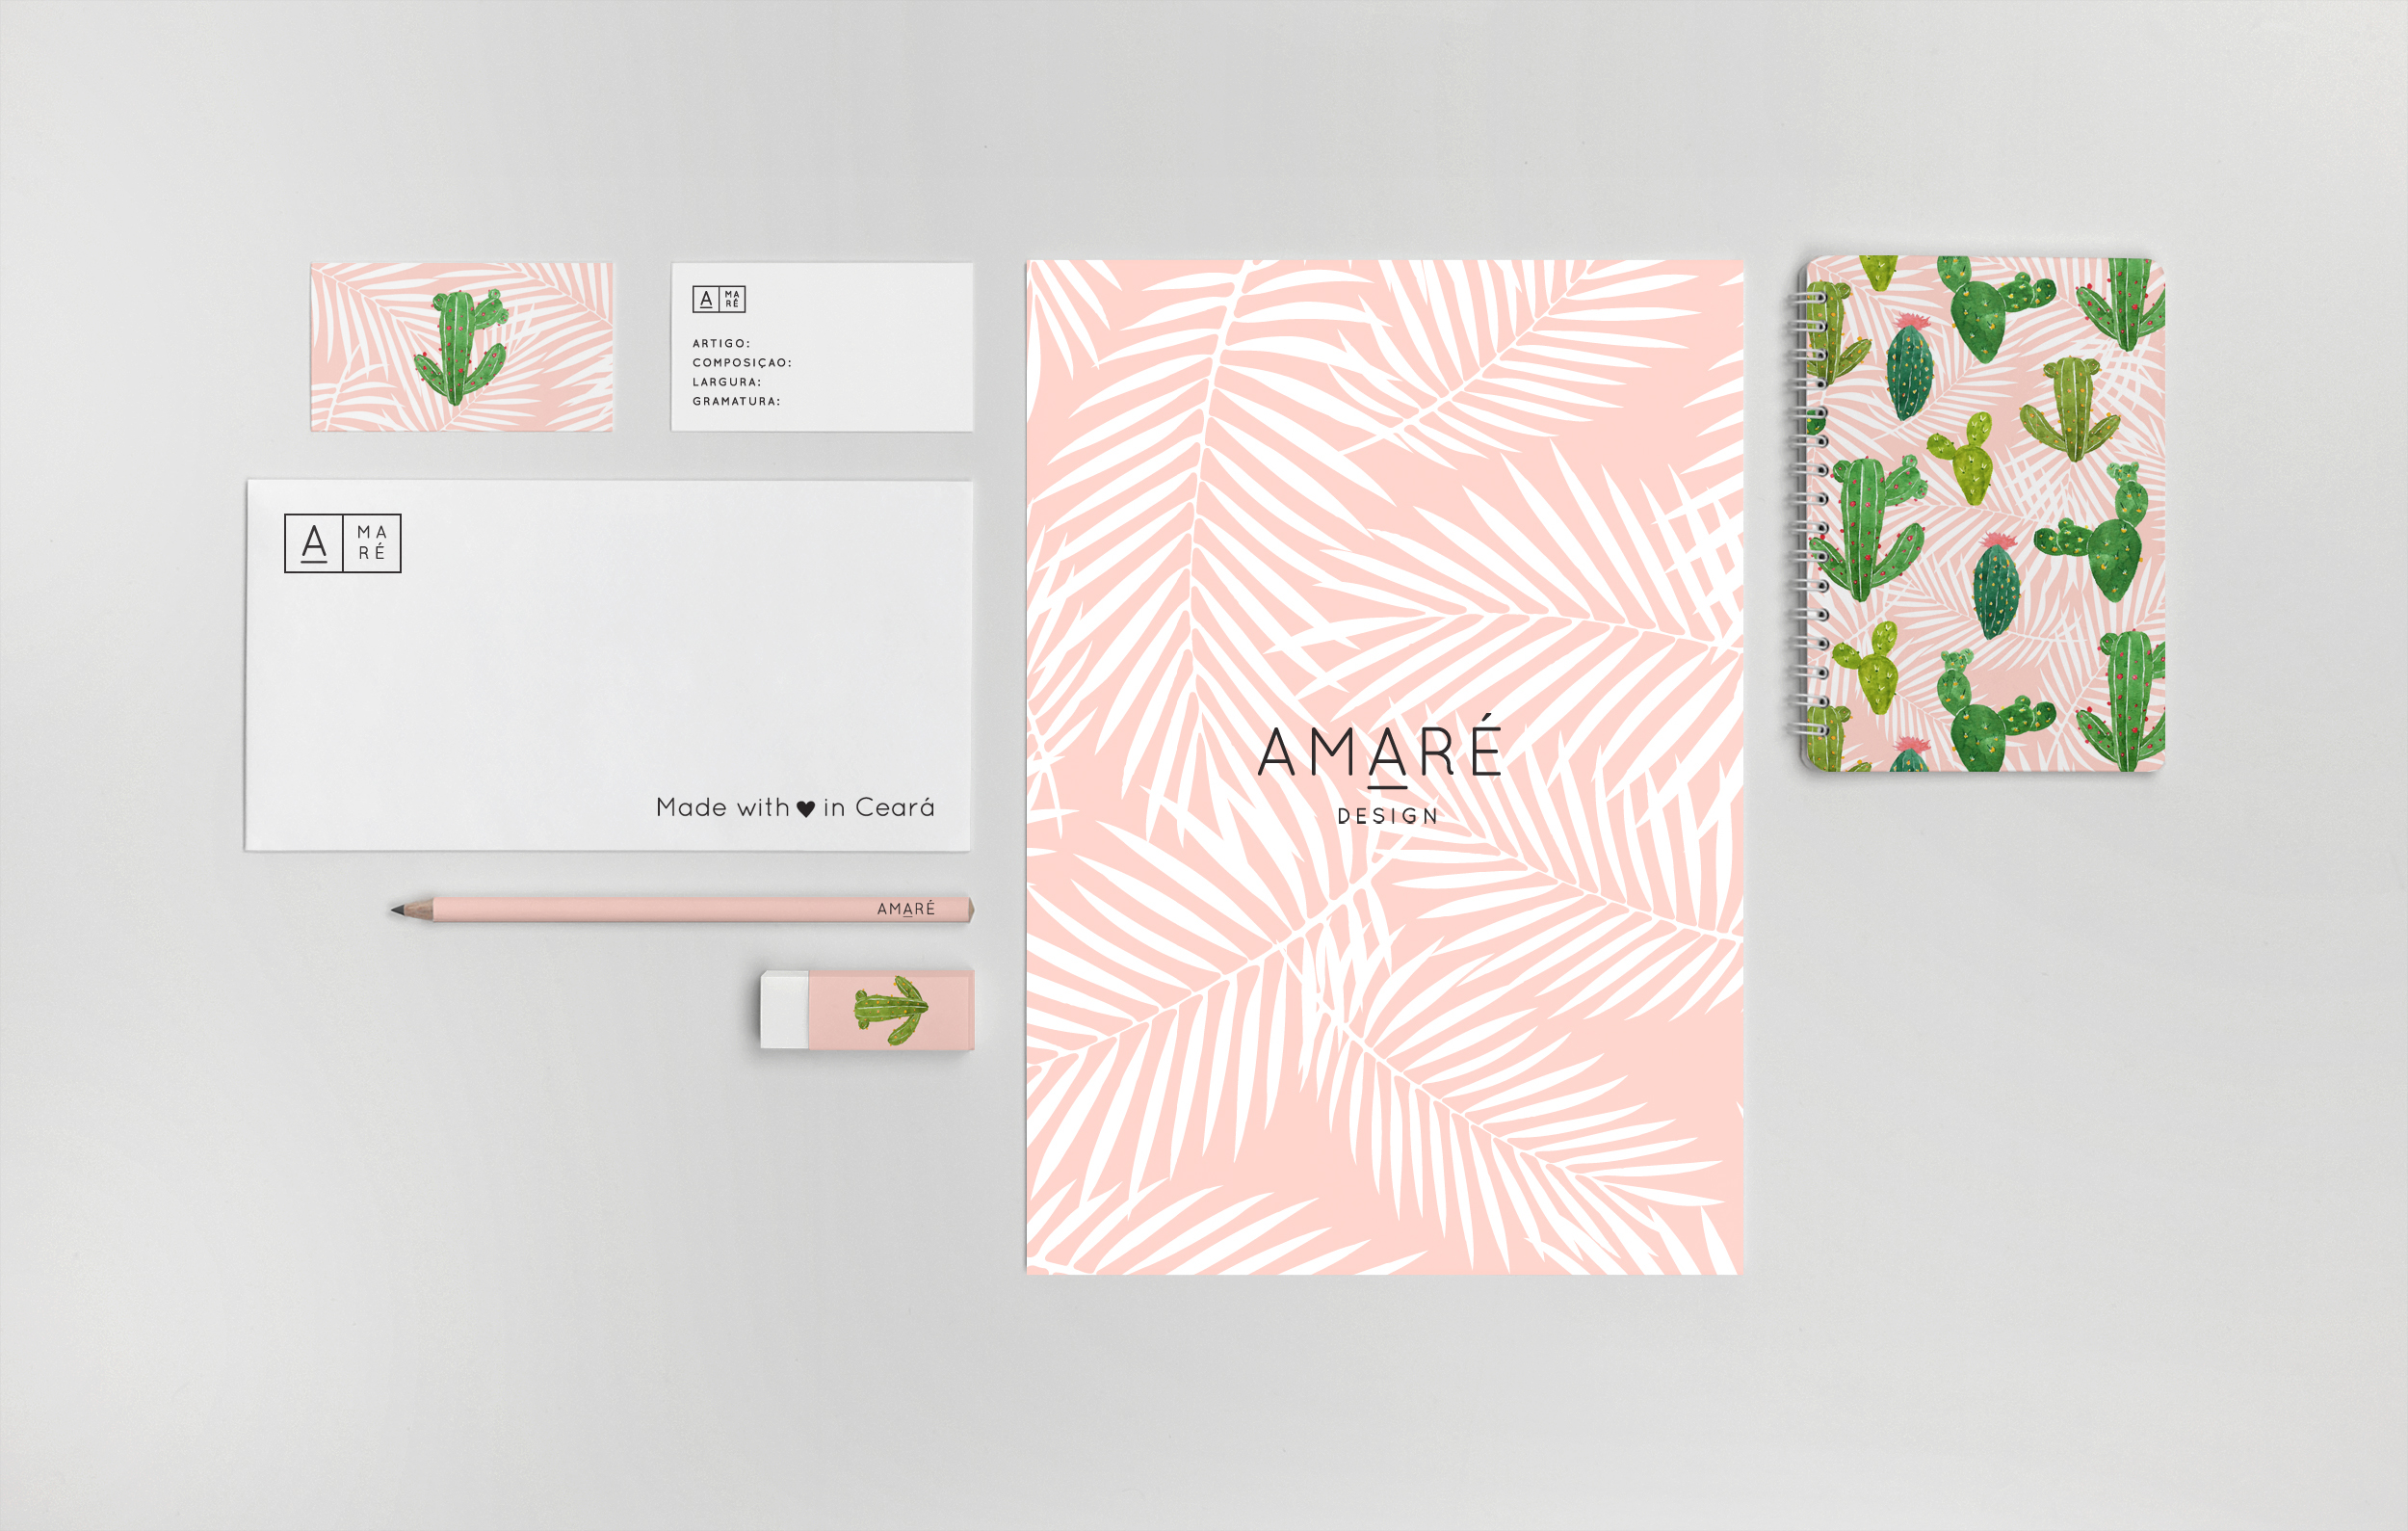 A
MA
RÉ
ARTIGO:
COMPOSIÇAO:
LARGURA:
GRAMATURA:
A
MA
RÉ
Made with ♥ in Ceará
AMARÉ
AMARÉ
DESIGN